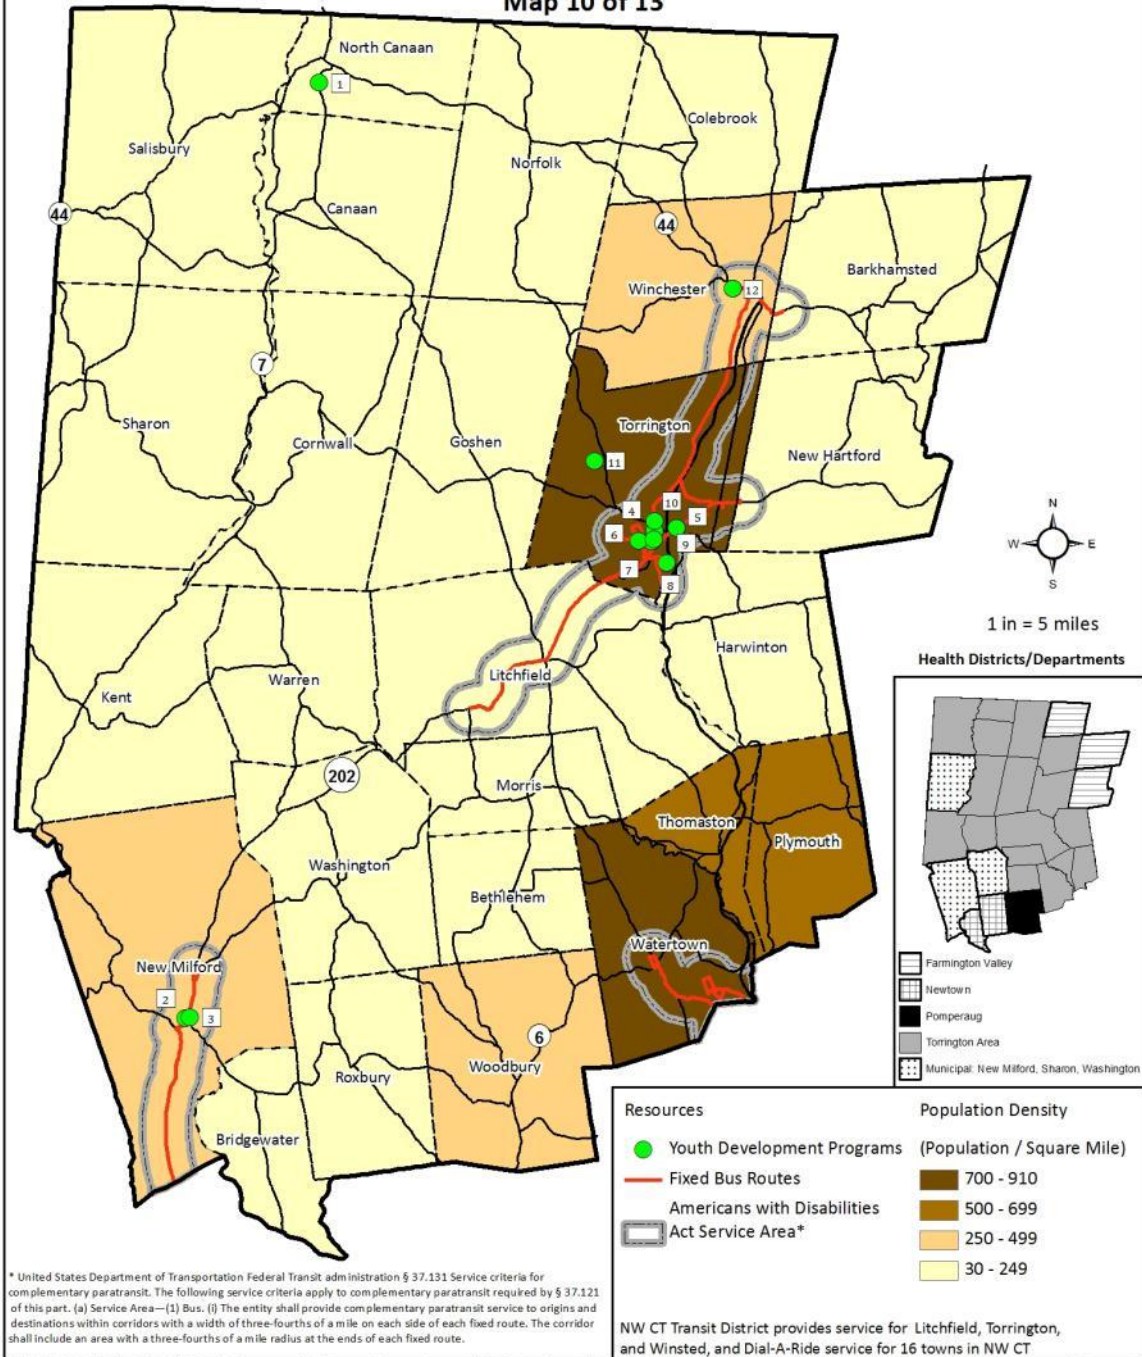 Map 10 of 13
North Canaan
1
Colebrook
Salisbury
Norfolk
44
Canaan
44
Barkhamsted
Winchester
12
7
Sharon
Cornwall
Goshen
Torrington
New Hartford
11
10
4
5
6
9
7
8
N
W
E
S
1 in = 5 miles
Harwinton
Litchfield
Warren
Kent
202
Morris
Thomaston
Plymouth
Washington
Bethlehem
Watertown
New Milford
2
3
6
Woodbury
Roxbury
Bridgewater
Health Districts/Departments
Farmington Valley
Newtown
Pomperaug
Torrington Area
Municipal: New Milford, Sharon, Washington
Resources
Youth Development Programs
Fixed Bus Routes
Americans with Disabilities
Act Service Area*
Population Density
(Population / Square Mile)
700 - 910
500 - 699
250 - 499
30 - 249
* United States Department of Transportation Federal Transit administration § 37.131 Service criteria for
complementary paratransit. The following service criteria apply to complementary paratransit required by § 37.121
of this part. (a) Service Area—(1) Bus. (i) The entity shall provide complementary paratransit service to origins and
destinations within corridors with a width of three-fourths of a mile on each side of each fixed route. The corridor
shall include an area with a three-fourths of a mile radius at the ends of each fixed route.
NW CT Transit District provides service for Litchfield, Torrington,
and Winsted, and Dial-A-Ride service for 16 towns in NW CT